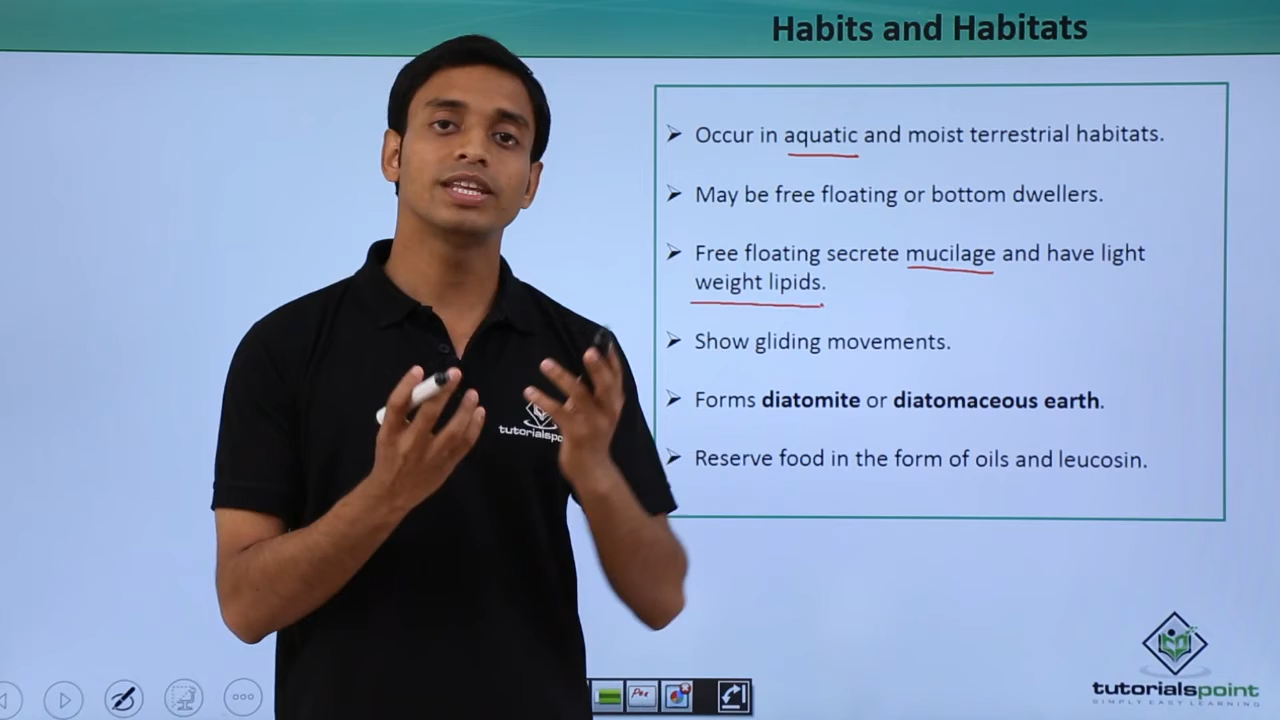 Habits and Habitats
➢ Occur in aquatic and moist terrestrial habitats.
➢ May be free floating or bottom dwellers.
➢ Free floating secrete mucilage and have light
weight lipids.
➢ Show gliding movements.
➢ Forms diatomite or diatomaceous earth.
➢ Reserve food in the form of oils and leucosin.
tutorialspo
Pen
tutorialspoint
SIMPLY EASY LEARNING